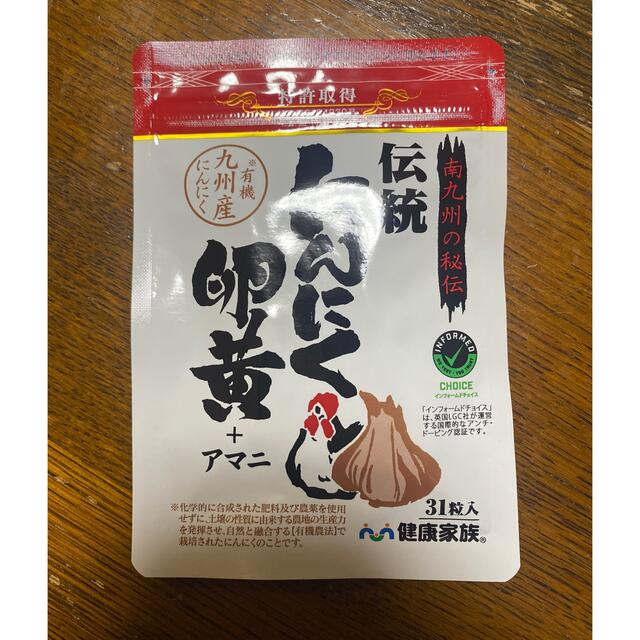 特許取得
南九州の秘伝
伝統
にんにく
卵黄
+
アマニ
※有機
九州産
にんにく
INFORMED
WE TEST · YOU TRUST
CHOICE
インフォームドチョイス
「インフォームドチョイス」
は、英国LGC社が運営
する国際的なアンチ・
ドーピング認証です。
※化学的に合成された肥料及び農薬を使用
せずに、土壌の性質に由来する農地の生産力
を発揮させ、自然と融合する【有機農法】で
栽培されたにんにくのことです。
31粒入
健康家族®